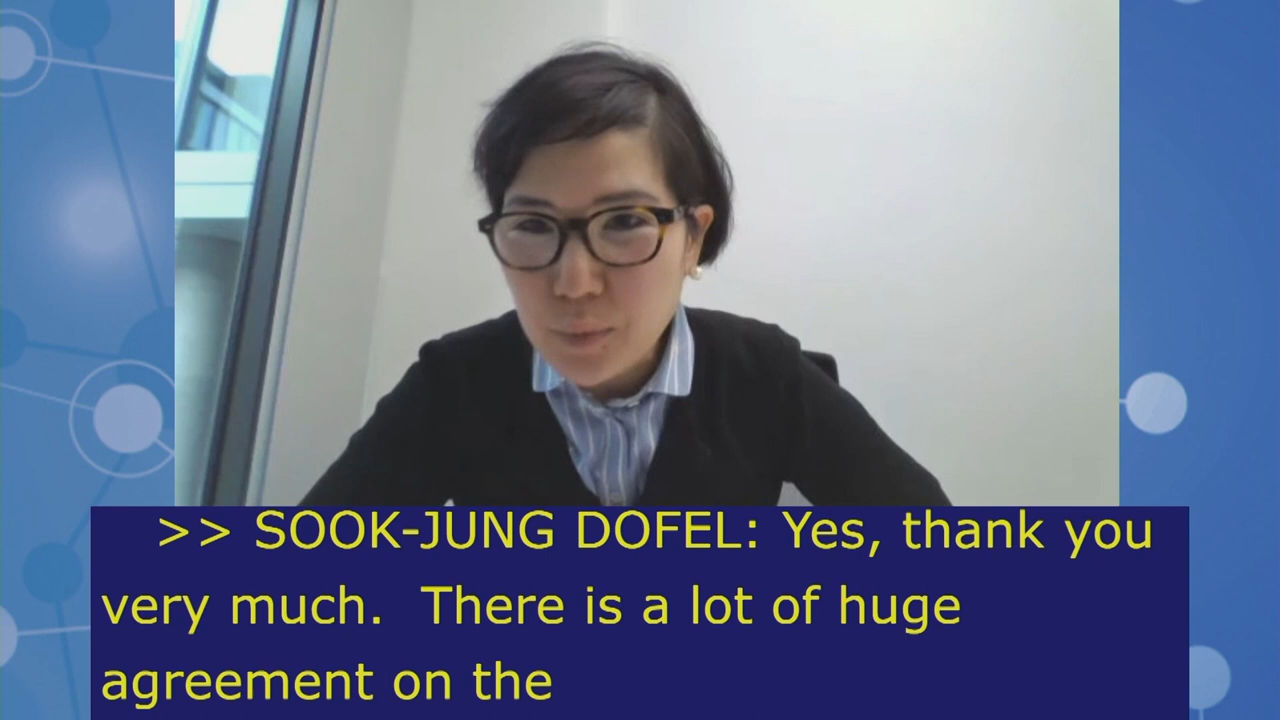 >> SOOK-JUNG DOFEL: Yes, thank you
very much.  There is a lot of huge
agreement on the